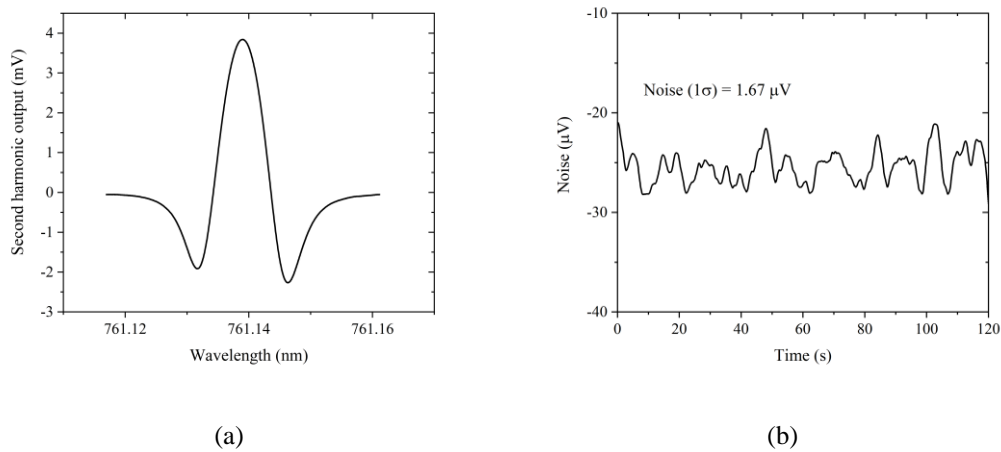 4
3
2
1
0
-1
-2
-3
Second harmonic output (mV)
761.12 761.14 761.16
Wavelength (nm)
(a)
-10
-20
-30
-40
Noise (μV)
Noise (1σ) = 1.67 μV
0 20 40 60 80 100 120
Time (s)
(b)